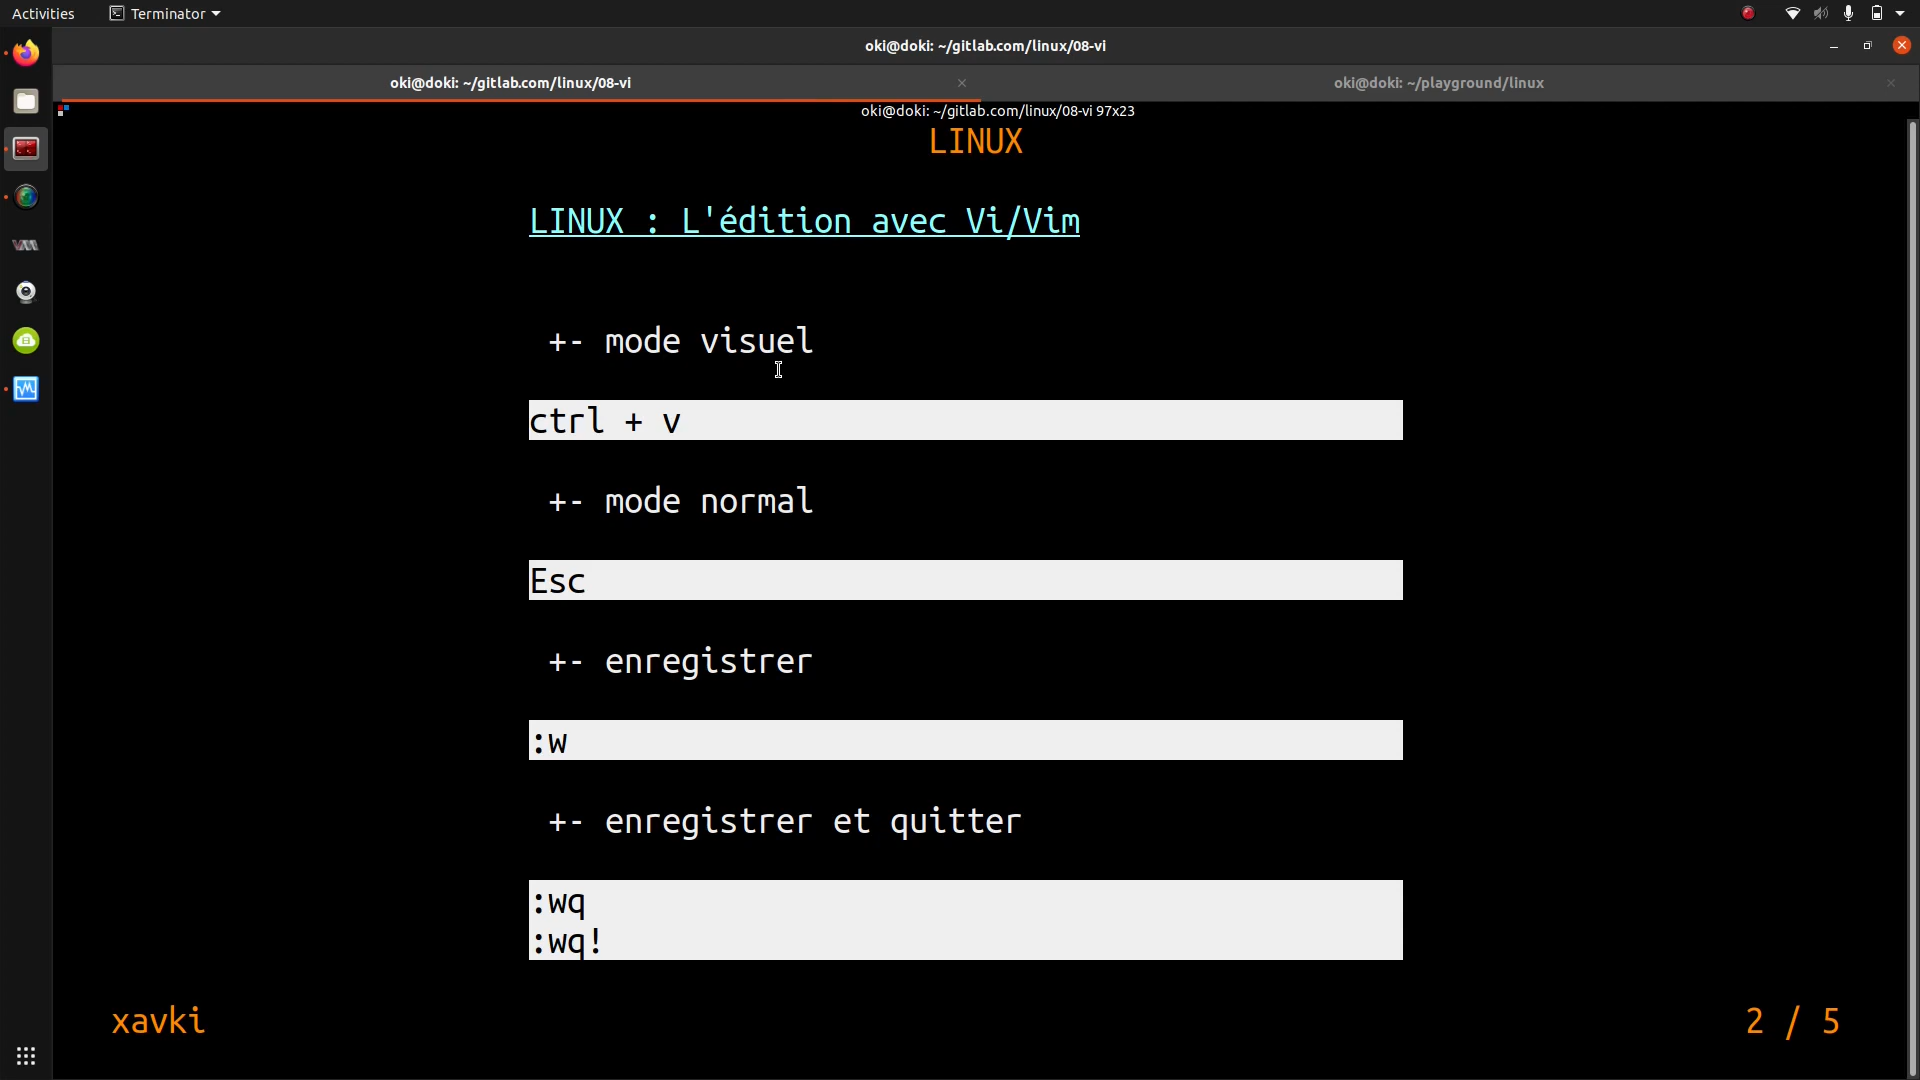 Activities
Terminator
oki@doki: ~/gitlab.com/linux/08-vi
oki@doki: ~/gitlab.com/linux/08-vi
oki@doki: ~/playground/linux
oki@doki: ~/gitlab.com/linux/08-vi 97x23
LINUX
LINUX : L'édition avec Vi/Vim
+- mode visuel
ctrl + v
+- mode normal
Esc
+- enregistrer
:w
+- enregistrer et quitter
:wq
:wq!
xavki
2 / 5